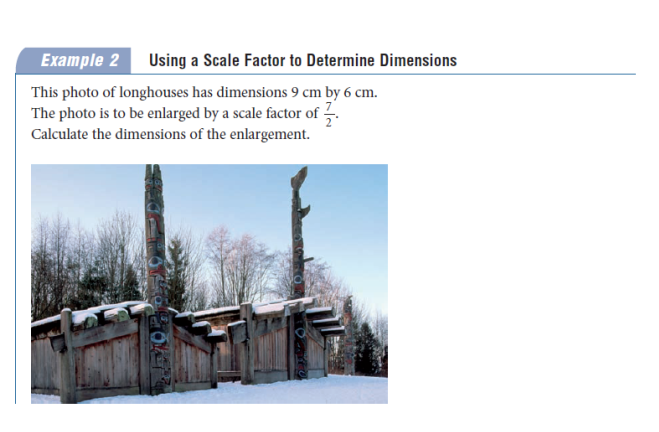 Example 2 Using a Scale Factor to Determine Dimensions
This photo of longhouses has dimensions 9 cm by 6 cm.
The photo is to be enlarged by a scale factor of 7/2.
Calculate the dimensions of the enlargement.